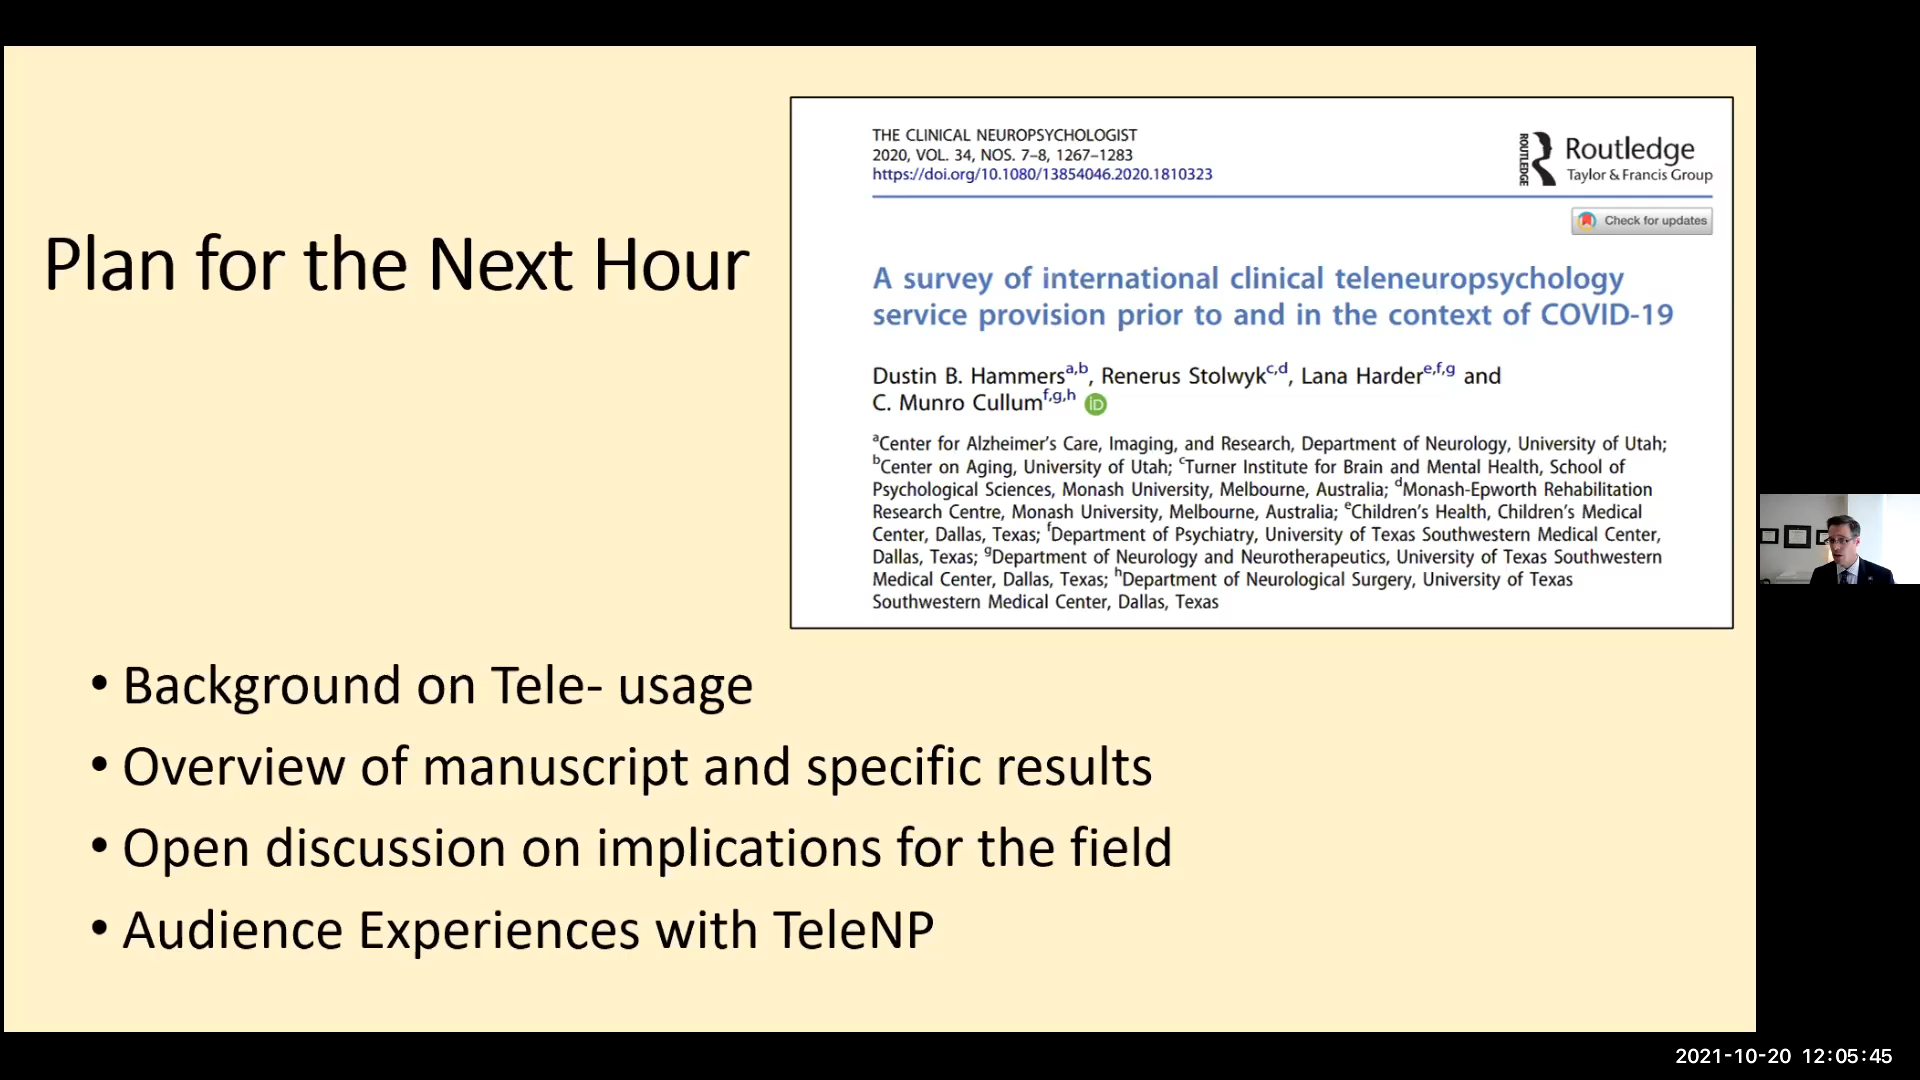 Plan for the Next Hour
THE CLINICAL NEUROPSYCHOLOGIST
2020, VOL. 34, NOS. 7–8, 1267–1283
https://doi.org/10.1080/13854046.2020.1810323
ROUTLEDGE
Routledge
Taylor & Francis Group
Check for updates
A survey of international clinical teleneuropsychology
service provision prior to and in the context of COVID-19
Dustin B. Hammersa,b, Renerus Stolwykc,d, Lana Hardere,f,g and
C. Munro Cullumf,g,h iD
aCenter for Alzheimer’s Care, Imaging, and Research, Department of Neurology, University of Utah;
bCenter on Aging, University of Utah; cTurner Institute for Brain and Mental Health, School of
Psychological Sciences, Monash University, Melbourne, Australia; dMonash-Epworth Rehabilitation
Research Centre, Monash University, Melbourne, Australia; eChildren’s Health, Children’s Medical
Center, Dallas, Texas; fDepartment of Psychiatry, University of Texas Southwestern Medical Center,
Dallas, Texas; gDepartment of Neurology and Neurotherapeutics, University of Texas Southwestern
Medical Center, Dallas, Texas; hDepartment of Neurological Surgery, University of Texas
Southwestern Medical Center, Dallas, Texas
• Background on Tele- usage
• Overview of manuscript and specific results
• Open discussion on implications for the field
• Audience Experiences with TeleNP
2021-10-20 12:05:45